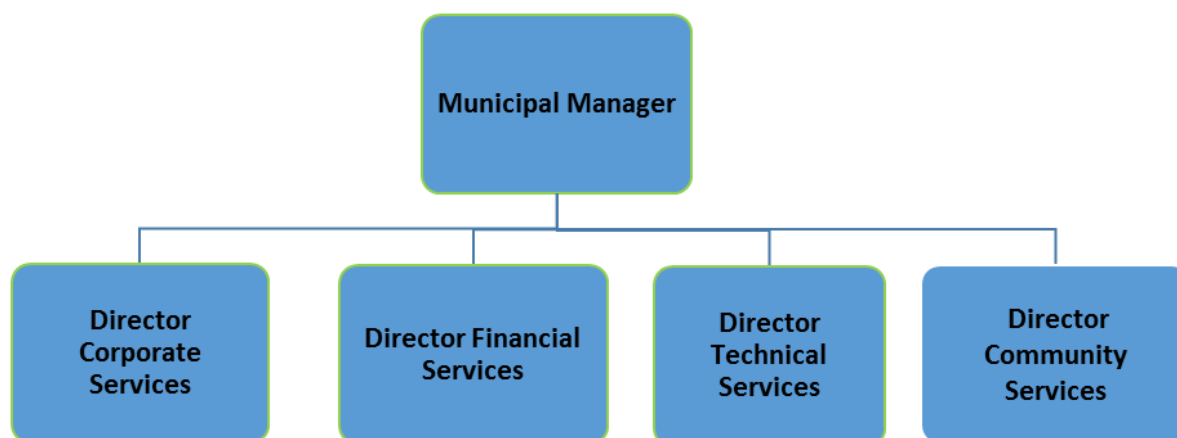 Municipal Manager
Director
Corporate
Services
Director Financial
Services
Director
Technical
Services
Director
Community
Services